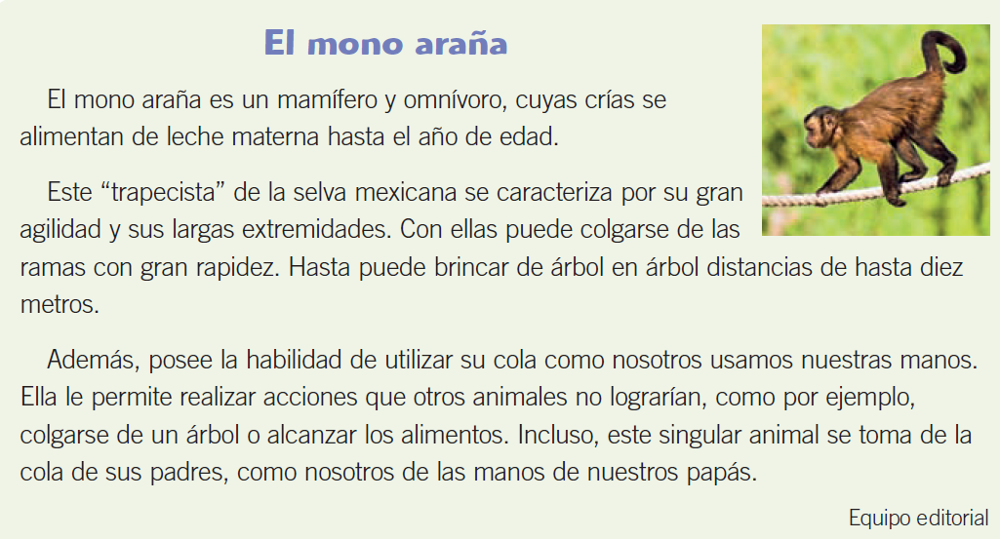 El mono araña
El mono araña es un mamífero y omnívoro, cuyas crías se
alimentan de leche materna hasta el año de edad.
Este “trapecista” de la selva mexicana se caracteriza por su gran
agilidad y sus largas extremidades. Con ellas puede colgarse de las
ramas con gran rapidez. Hasta puede brincar de árbol en árbol distancias de hasta diez
metros.
Además, posee la habilidad de utilizar su cola como nosotros usamos nuestras manos.
Ella le permite realizar acciones que otros animales no lograrían, como por ejemplo,
colgarse de un árbol o alcanzar los alimentos. Incluso, este singular animal se toma de la
cola de sus padres, como nosotros de las manos de nuestros papás.
Equipo editorial